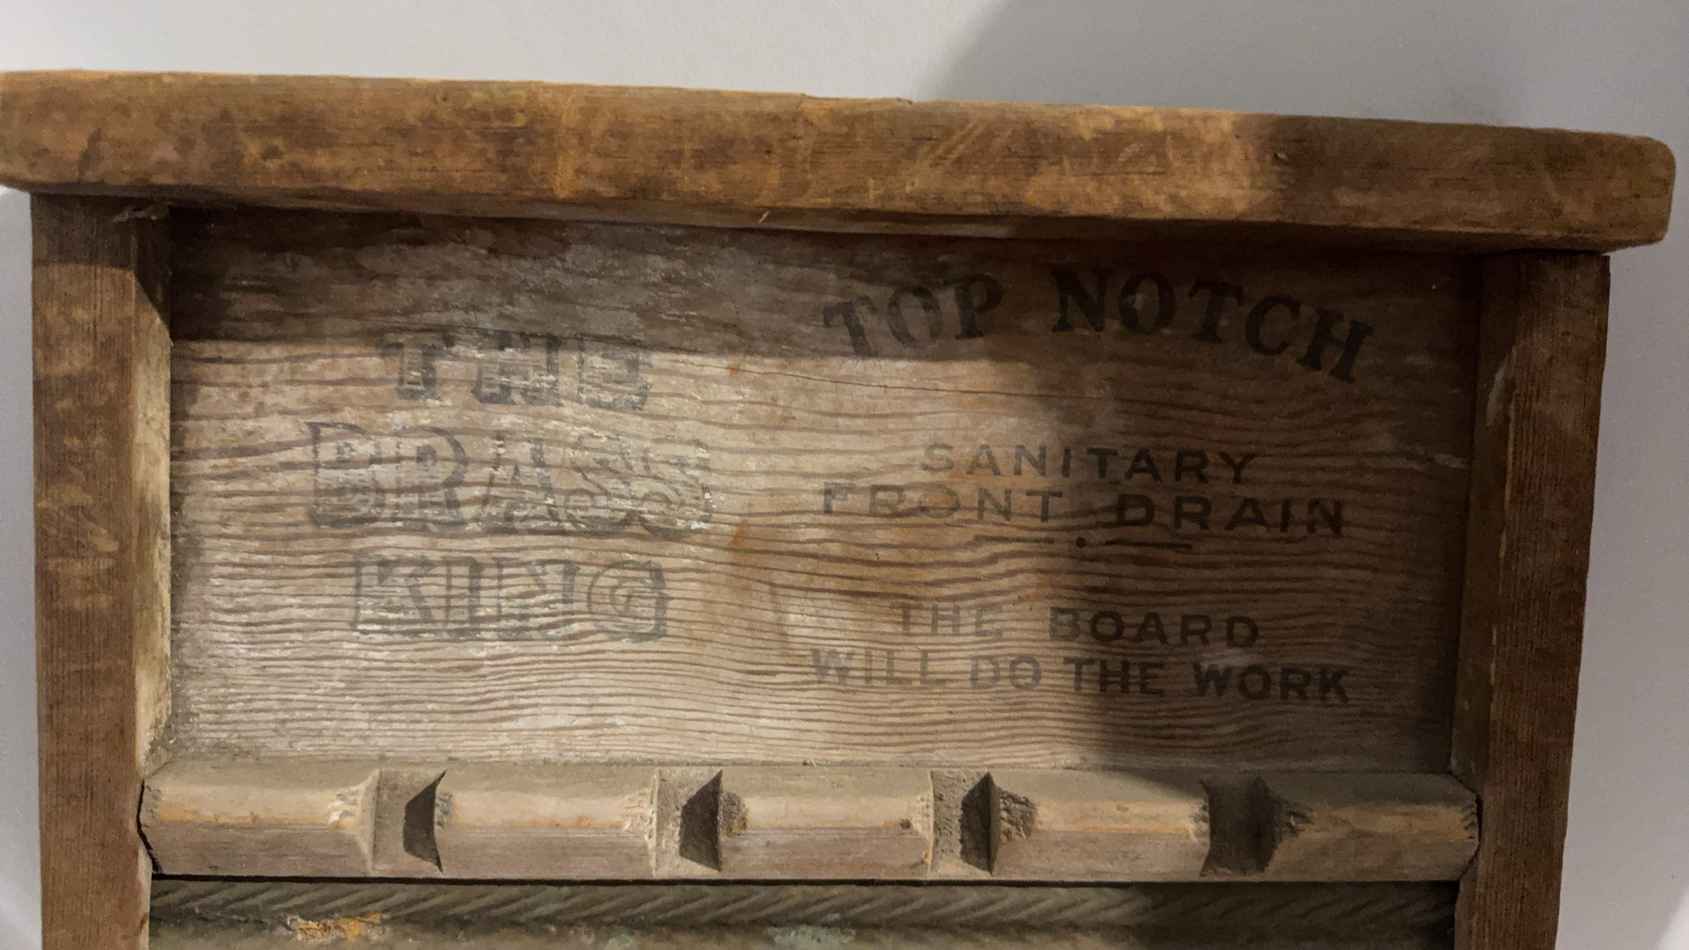 THE
BRASS
KING
TOP NOTCH
SANITARY
FRONT DRAIN
THE BOARD
WILL DO THE WORK